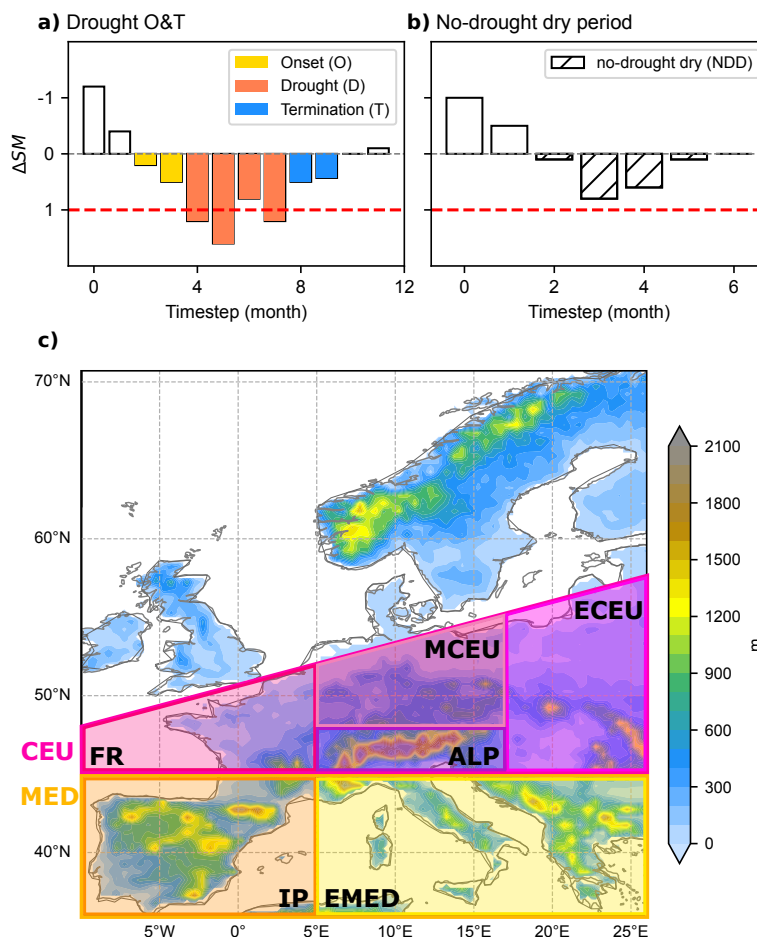 a) Drought O&T
b) No-drought dry period
Onset (O)
Drought (D)
Termination (T)
no-drought dry (NDD)
ΔSM
-1
0
1
0
4
8
12
Timestep (month)
0
2
4
6
Timestep (month)
c)
70°N
60°N
50°N
40°N
ECEU
MCEU
CEU
FR
ALP
MED
IP
EMED
5°W
0°
5°E
10°E
15°E
20°E
25°E
2100
1800
1500
1200
900
600
300
0
m